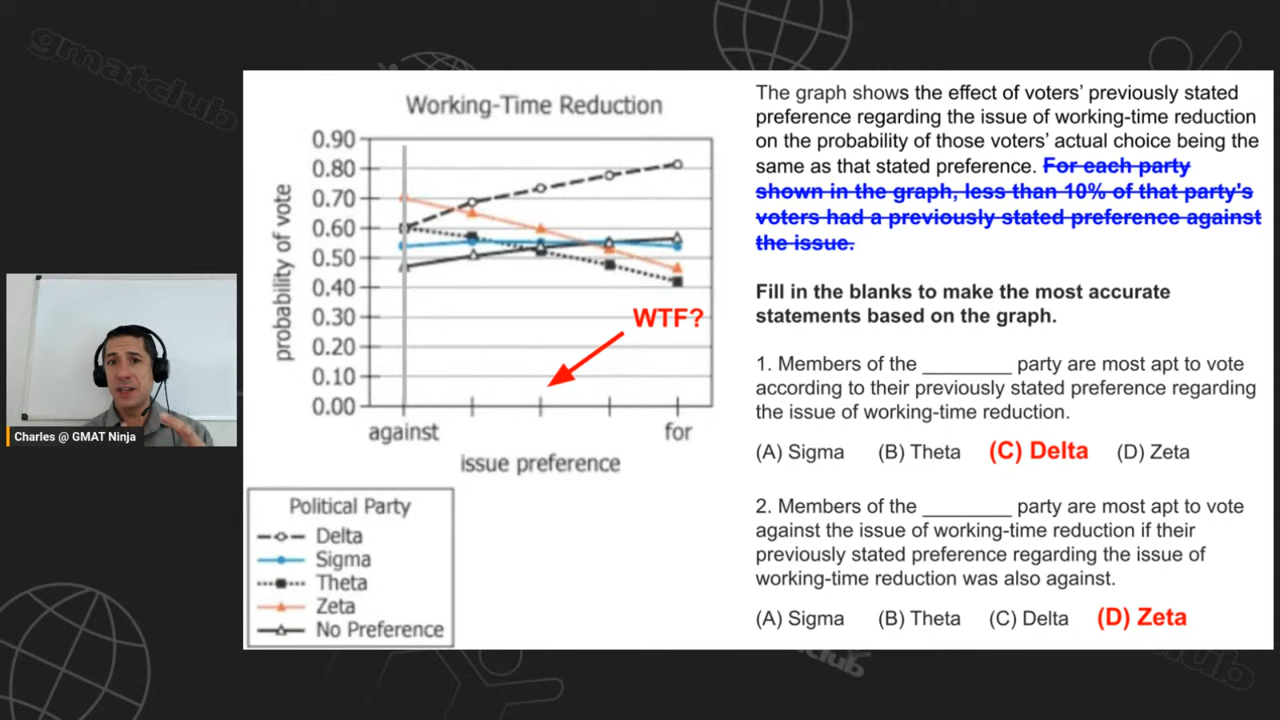 gmatclub
Working-Time Reduction
0.90
0.80
0.70
0.60
0.50
0.40
0.30
0.20
0.10
0.00
probability of vote
WTF?
against
for
issue preference
Political Party
Delta
Sigma
Theta
Zeta
No Preference
The graph shows the effect of voters' previously stated
preference regarding the issue of working-time reduction
on the probability of those voters' actual choice being the
same as that stated preference. For each party
shown in the graph, less than 10% of that party's
voters had a previously stated preference against
the issue.
Fill in the blanks to make the most accurate
statements based on the graph.
1. Members of the ________ party are most apt to vote
according to their previously stated preference regarding
the issue of working-time reduction.
(A) Sigma (B) Theta (C) Delta (D) Zeta
2. Members of the ________ party are most apt to vote
against the issue of working-time reduction if their
previously stated preference regarding the issue of
working-time reduction was also against.
(A) Sigma (B) Theta (C) Delta (D) Zeta
Charles @ GMAT Ninja